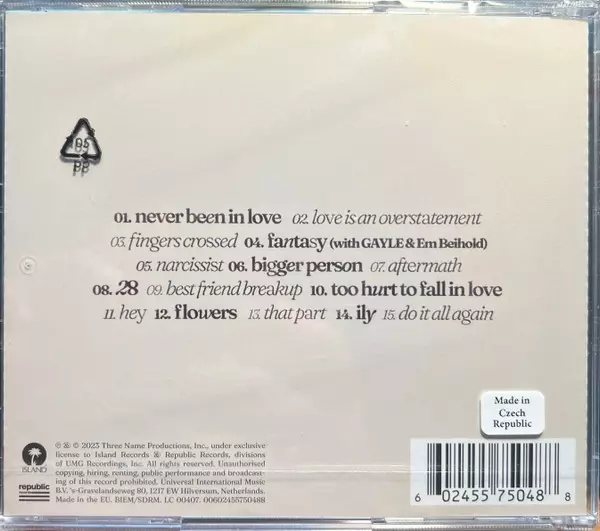 105
PP
01. never been in love 02. love is an overstatement
03. fingers crossed 04. fantasy (with GAYLE & Em Beihold)
05. narcissist 06. bigger person 07. aftermath
08. 28 09. best friend breakup 10. too hurt to fall in love
11. hey 12. flowers 13. that part 14. ily 15. do it all again
Made in
Czech
Republic
ISLAND
republic
℗ & © 2023 Three Name Productions, Inc., under exclusive
license to Island Records & Republic Records, divisions
of UMG Recordings, Inc. All rights reserved. Unauthorised
copying, hiring, renting, public performance and broadcast-
ing of this record prohibited. Universal International Music
B.V. 's-Gravelandseweg 80, 1217 EW Hilversum, Netherlands.
Made in the EU. BIEM/SDRM. LC 00407. 00602455750488
6 02455 75048 8